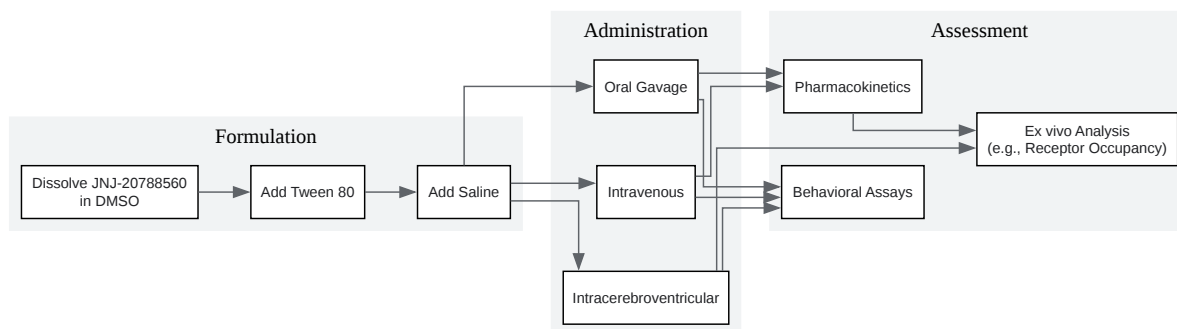 Formulation
Dissolve JNJ-20788560
in DMSO
Add Tween 80
Add Saline
Administration
Oral Gavage
Intravenous
Intracerebroventricular
Assessment
Pharmacokinetics
Behavioral Assays
Ex vivo Analysis
(e.g., Receptor Occupancy)